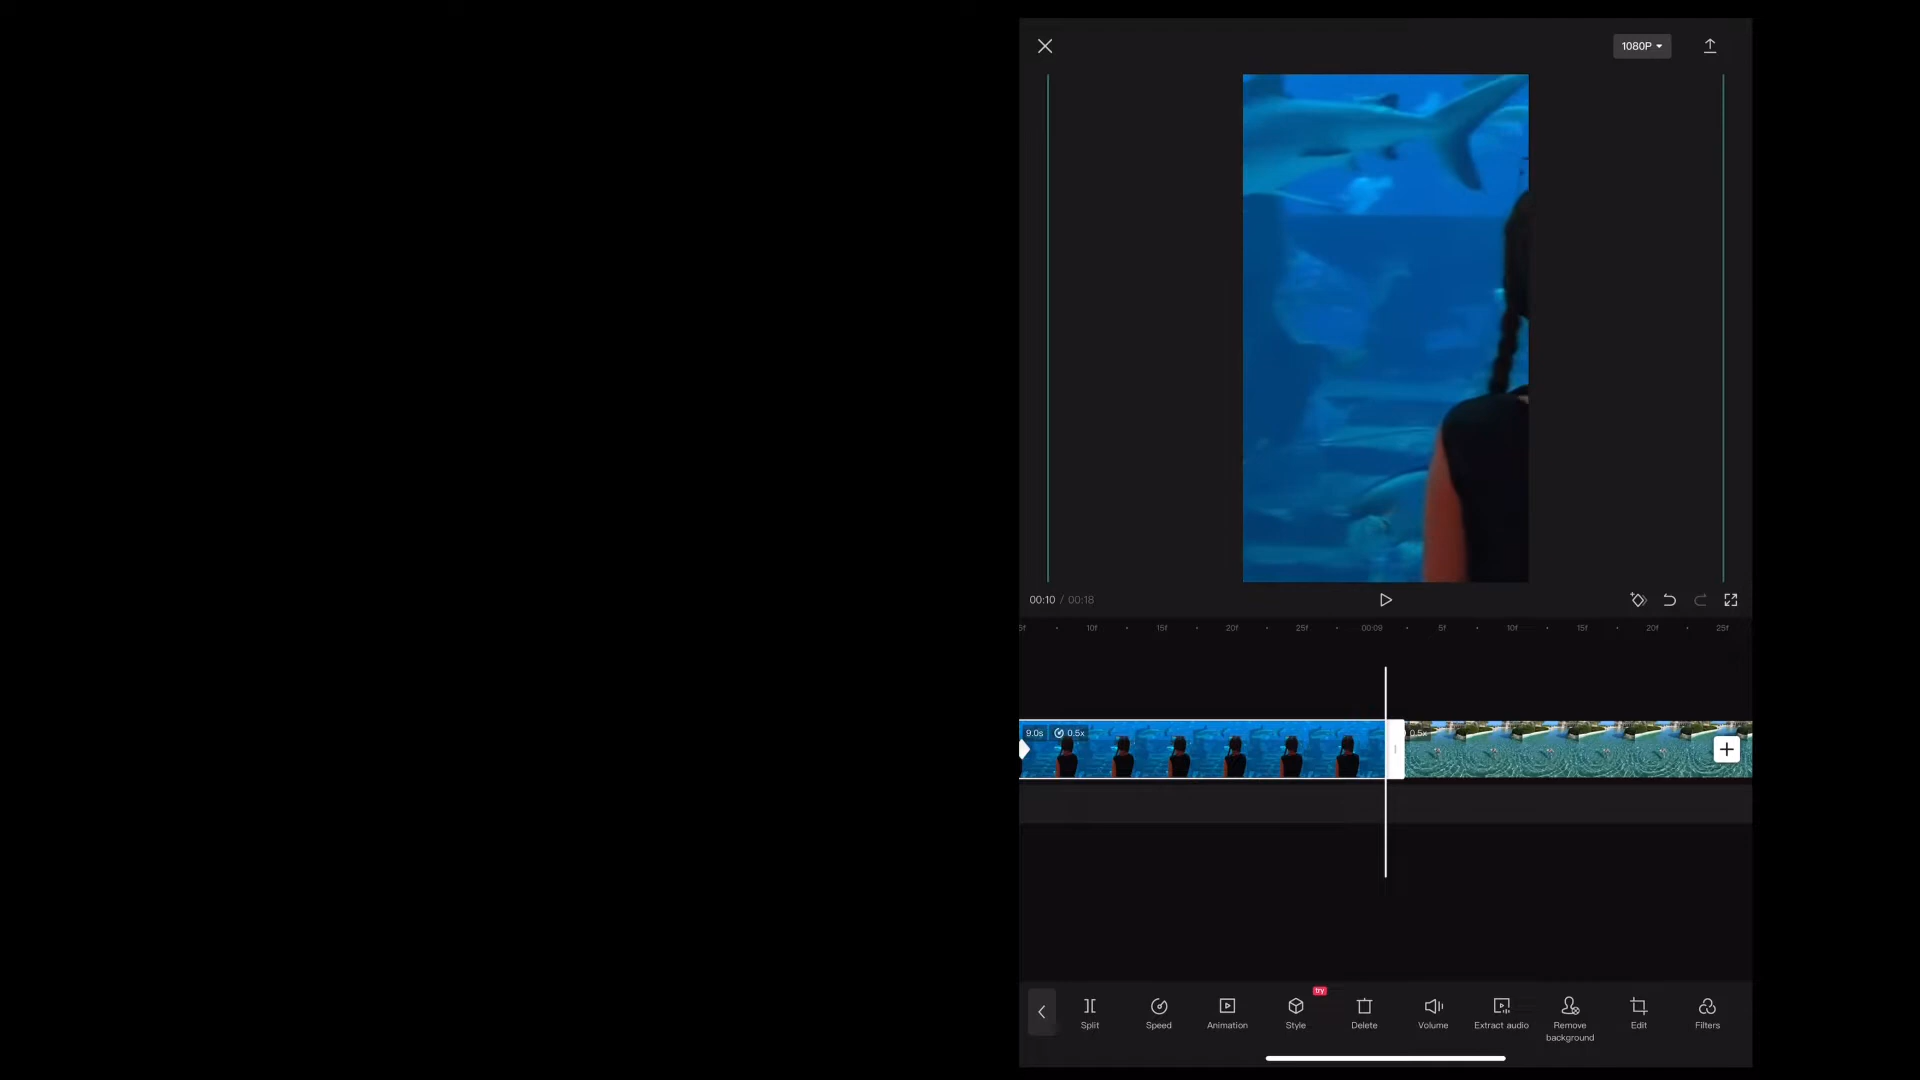 1080P
00:10 / 00:18
5f 10f 15f 20f 25f 00:09 5f 10f 15f 20f 25f
9.0s 0.5x 0.5x
try
Split Speed Animation Style Delete Volume Extract audio Remove background Edit Filters